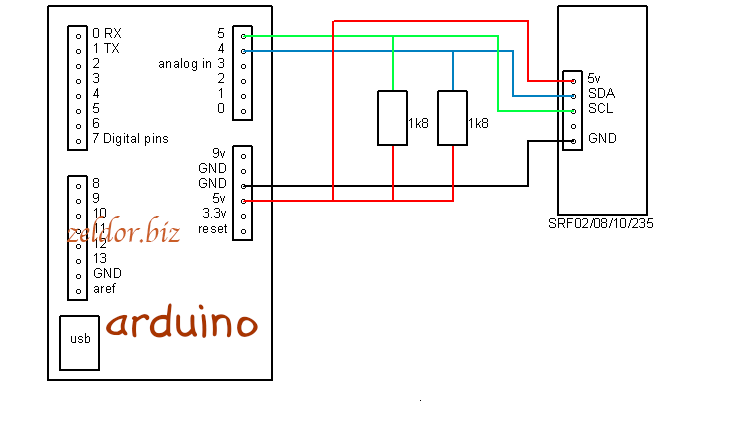 0 RX
1 TX
2
3
4
5
6
7 Digital pins
5
4
analog in 3
2
1
0
9v
GND
GND
5v
3.3v
reset
8
9
10
11
12
13
GND
aref
zeldor.biz
usb
arduino
1k8
1k8
5v
SDA
SCL
GND
SRF02/08/10/235